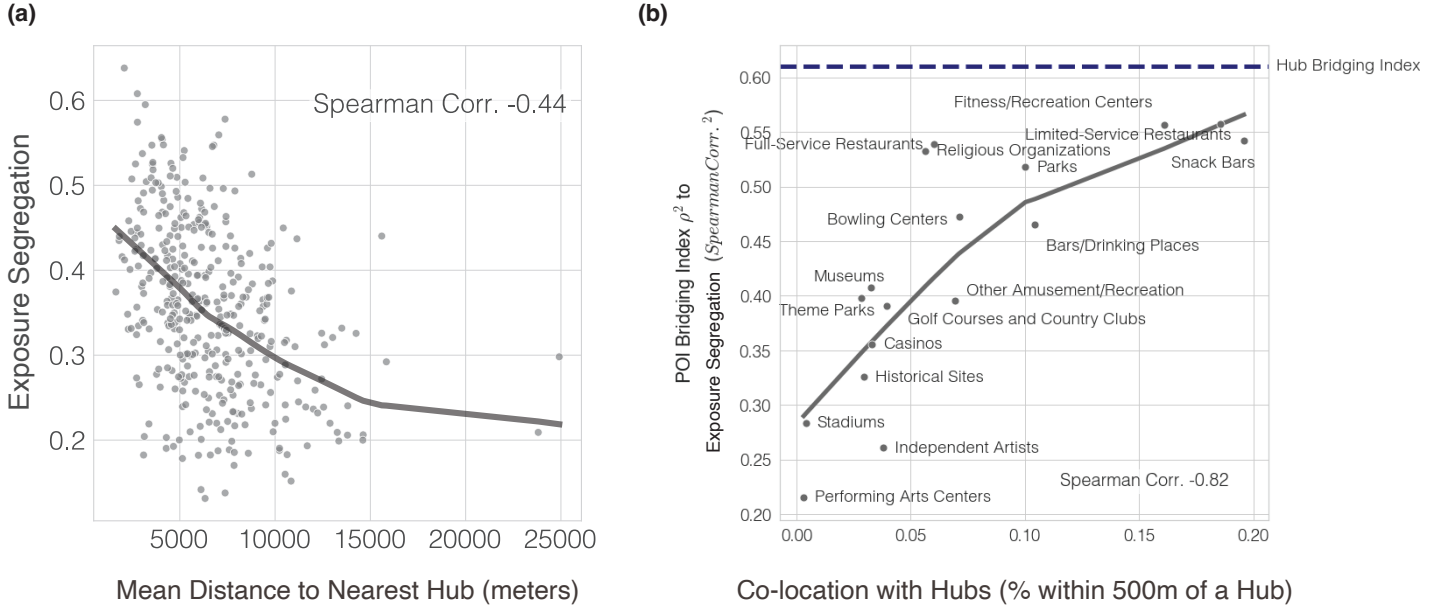 (a)
Exposure Segregation
0.6
0.5
0.4
0.3
0.2
Spearman Corr. -0.44
5000 10000 15000 20000 25000
Mean Distance to Nearest Hub (meters)
(b)
POI Bridging Index ρ² to
Exposure Segregation (SpearmanCorr.²)
0.60
0.55
0.50
0.45
0.40
0.35
0.30
0.25
0.20
Hub Bridging Index
Fitness/Recreation Centers
Limited-Service Restaurants
Full-Service Restaurants
Religious Organizations
Snack Bars
Parks
Bowling Centers
Bars/Drinking Places
Museums
Other Amusement/Recreation
Theme Parks
Golf Courses and Country Clubs
Casinos
Historical Sites
Stadiums
Independent Artists
Spearman Corr. -0.82
Performing Arts Centers
0.00 0.05 0.10 0.15 0.20
Co-location with Hubs (% within 500m of a Hub)